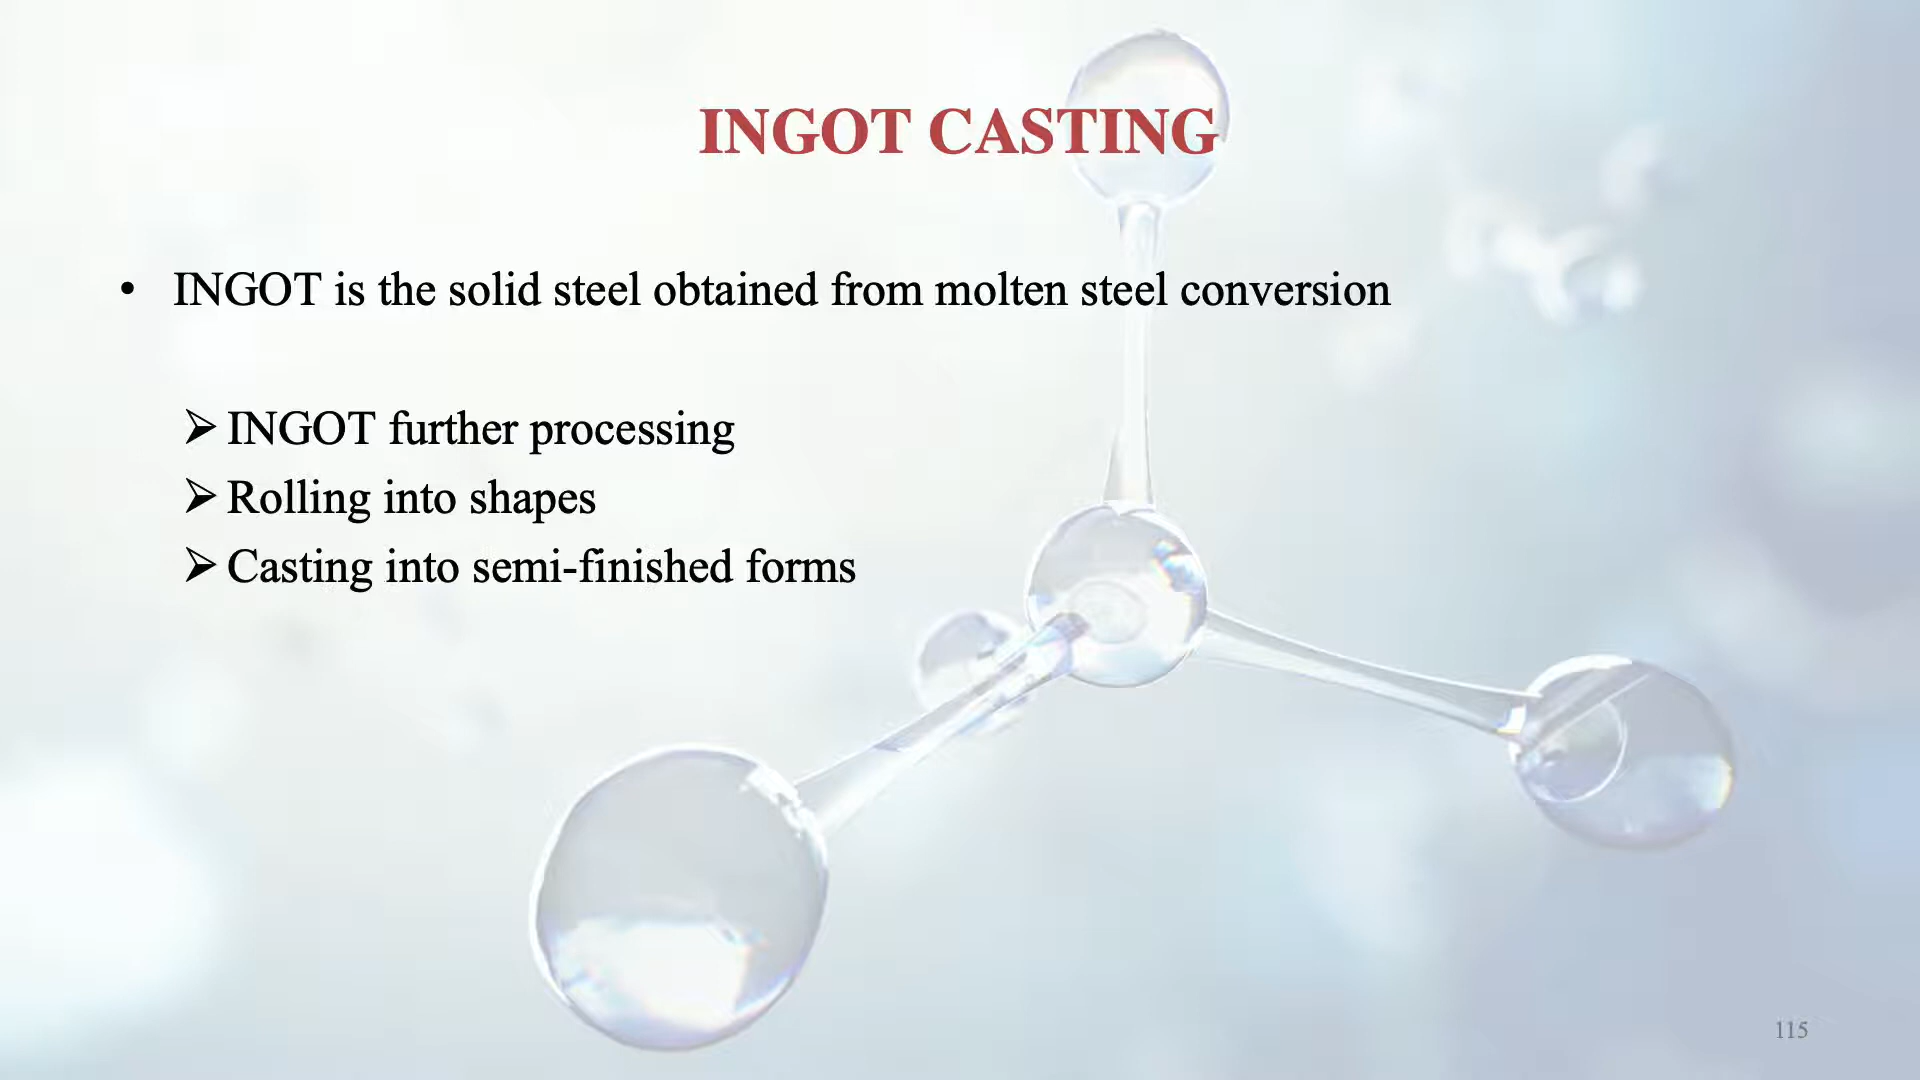 INGOT CASTING
• INGOT is the solid steel obtained from molten steel conversion
➢ INGOT further processing
➢ Rolling into shapes
➢ Casting into semi-finished forms
115